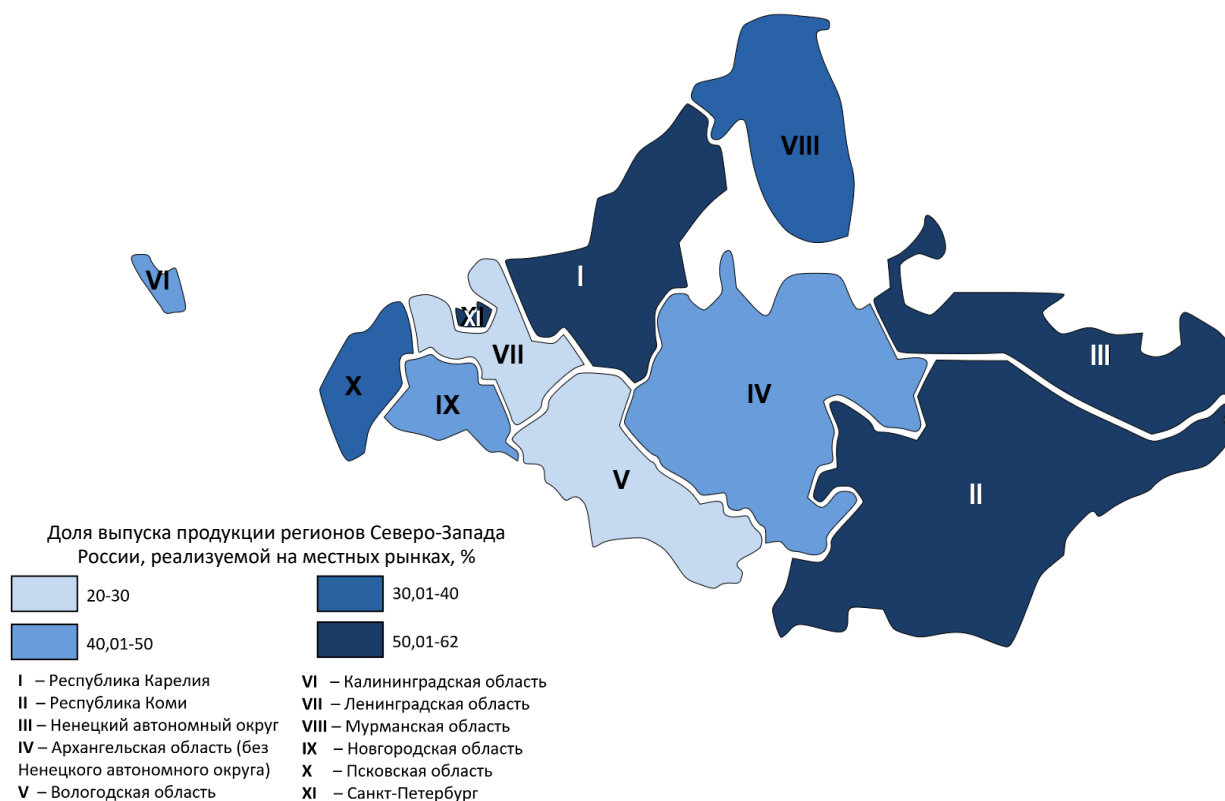 VIII
VI
I
XI
VII
III
X
IX
IV
V
II
Доля выпуска продукции регионов Северо-Запада
России, реализуемой на местных рынках, %
20-30
30,01-40
40,01-50
50,01-62
I – Республика Карелия
II – Республика Коми
III – Ненецкий автономный округ
IV – Архангельская область (без
Ненецкого автономного округа)
V – Вологодская область
VI – Калининградская область
VII – Ленинградская область
VIII – Мурманская область
IX – Новгородская область
X – Псковская область
XI – Санкт-Петербург